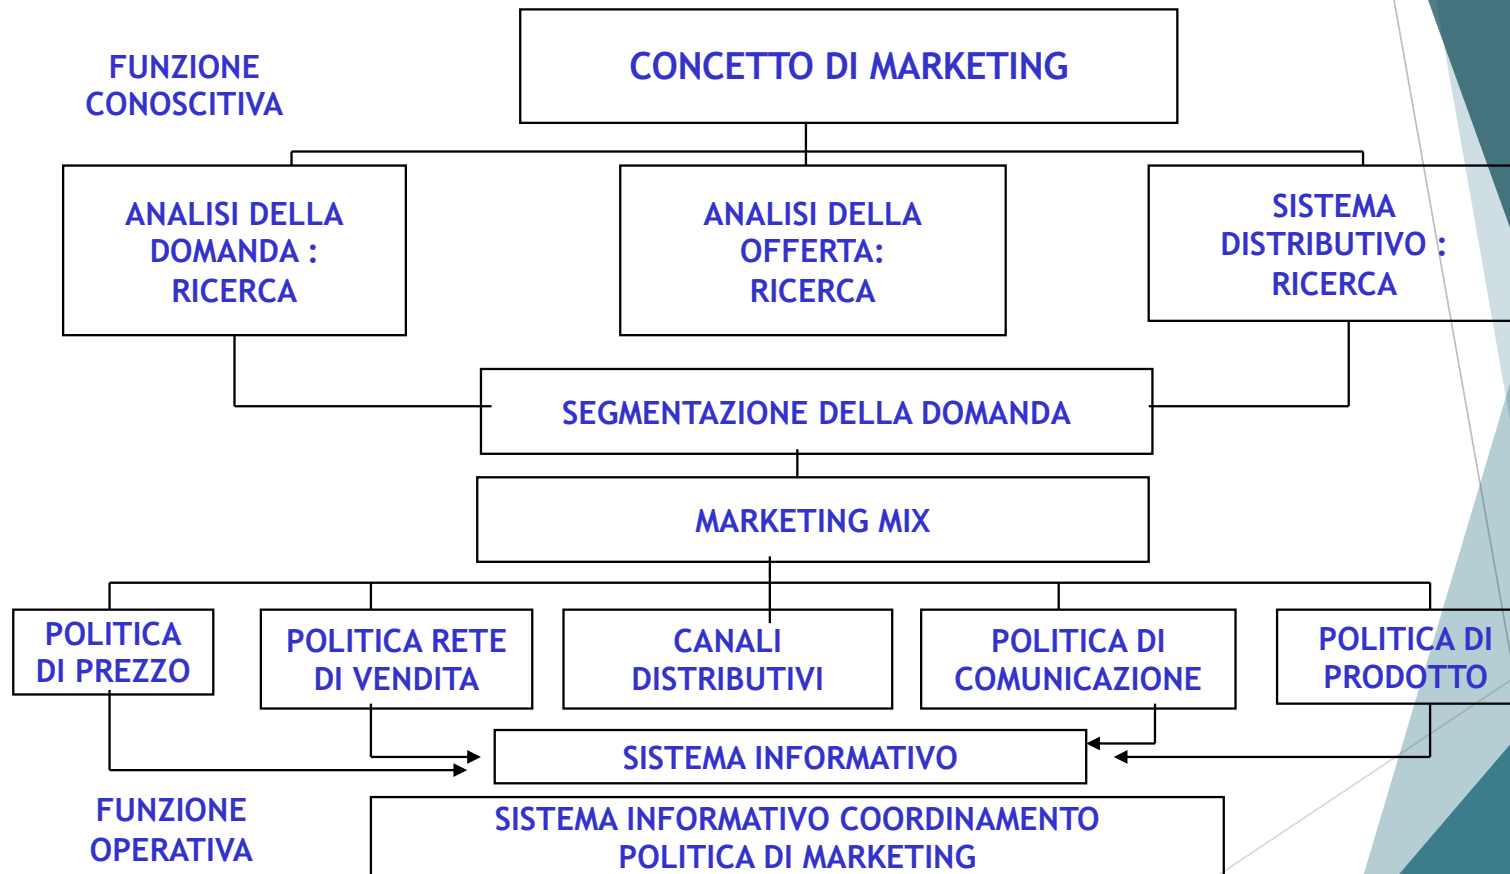 FUNZIONE
CONOSCITIVA
CONCETTO DI MARKETING
ANALISI DELLA
DOMANDA :
RICERCA
ANALISI DELLA
OFFERTA:
RICERCA
SISTEMA
DISTRIBUTIVO :
RICERCA
SEGMENTAZIONE DELLA DOMANDA
MARKETING MIX
POLITICA
DI PREZZO
POLITICA RETE
DI VENDITA
CANALI
DISTRIBUTIVI
POLITICA DI
COMUNICAZIONE
POLITICA DI
PRODOTTO
SISTEMA INFORMATIVO
FUNZIONE
OPERATIVA
SISTEMA INFORMATIVO COORDINAMENTO
POLITICA DI MARKETING